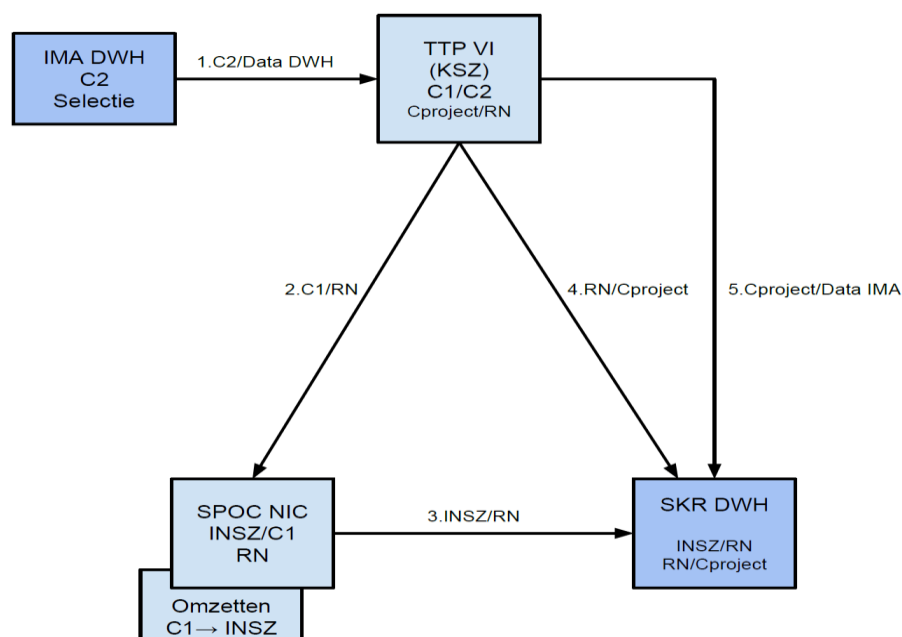 IMA DWH
C2
Selectie
1.C2/Data DWH
TTP VI
(KSZ)
C1/C2
Cproject/RN
2.C1/RN
4.RN/Cproject
5.Cproject/Data IMA
SPOC NIC
INSZ/C1
RN
3.INSZ/RN
SKR DWH
INSZ/RN
RN/Cproject
Omzetten
C1→ INSZ